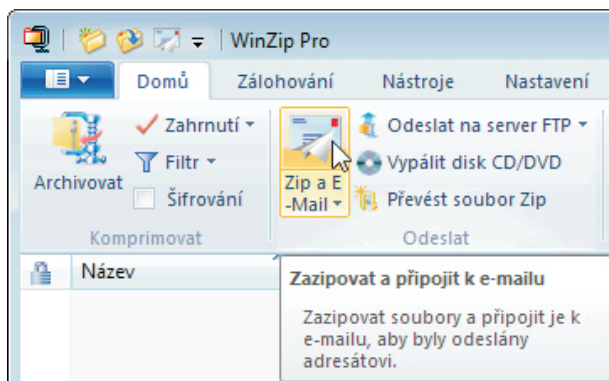 WinZip Pro
Domů Zálohování Nástroje Nastavení
Archivovat
Zahrnutí
Filtr
Šifrování
Komprimovat
Zip a E
-Mail
Odeslat na server FTP
Vypálit disk CD/DVD
Převést soubor Zip
Odeslat
Název
Zazipovat a připojit k e-mailu
Zazipovat soubory a připojit je k
e-mailu, aby byly odeslány
adresátovi.